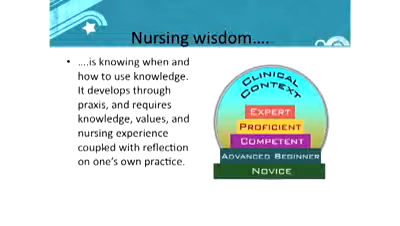 Nursing wisdom....
• ....is knowing when and
how to use knowledge.
It develops through
praxis, and requires
knowledge, values, and
nursing experience
coupled with reflection
on one's own practice.
CLINICAL
CONTEXT
EXPERT
PROFICIENT
COMPETENT
ADVANCED BEGINNER
NOVICE